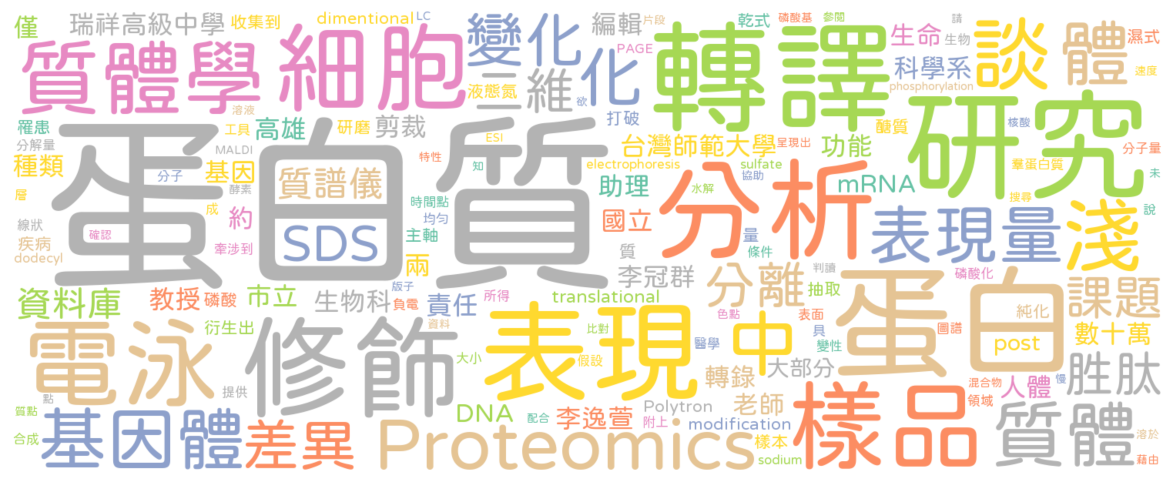 僅
瑞祥高級中學
收集到
dimentional
LC
變化
編輯
片段
乾式
磷酸基
參閱
生命
請
生物
談
體
濕式
質體學
細胞
PAGE
轉譯
科學系
速度
phosphorylation
溶液
三維
液態氮
欲
化
打破
研究
核酸
罹患
工具
高雄
研磨
剪裁
ESI
台灣師範大學
呈現出
功能
醣質
分子量
分解量
MALDI
蛋白質
特性
知
electrophoresis
sulfate
協助
羣蛋白質
未
種類
分子
基因
質譜儀
助理
水解
分析
mRNA
搜尋
層
酵素
成
約
SDS
時間點
均勻
國立
表現量
淺
說
線狀
確認
牽涉到
主軸
量
條件
疾病
dodecyl
兩
質
李冠群
分離
判讀
磷酸化
資料庫
教授
磷酸
市立
生物科
版子
負電
責任
所得
translational
抽取
蛋白
純化
課題
色點
表面
具
圖譜
電泳
衍生出
資料
修飾
表現
比對
中
醫學
變性
post
數十萬
大小
假設
轉錄
大部分
慢
混合物
人體
胜肽
點
提供
領域
質點
合成
基因體
差異
DNA
配合
李逸萱
Polytron
附上
老師
modification
樣本
sodium
樣品
質體
溶於
藉由
Proteomics